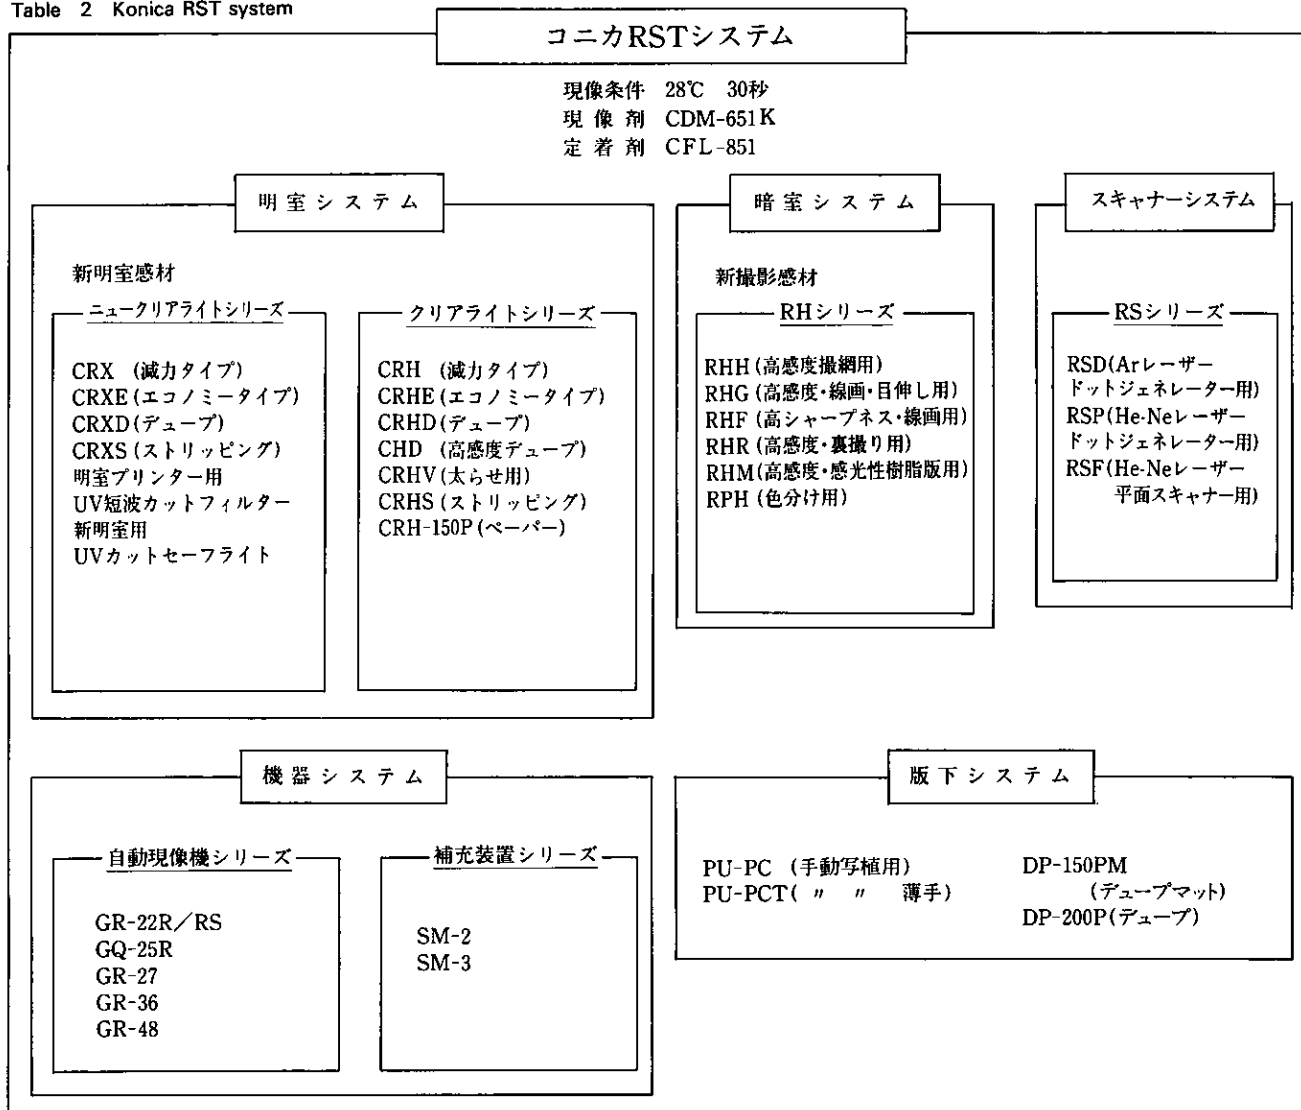 Table 2 Konica RST system
コニカRSTシステム
現像条件 28℃ 30秒
現像剤 CDM-651K
定着剤 CFL-851
明室システム
新明室感材
ニュークリアライトシリーズ
CRX (減力タイプ)
CRXE(エコノミータイプ)
CRXD(デュープ)
CRXS(ストリッピング)
明室プリンター用
UV短波カットフィルター
新明室用
UVカットセーフライト
クリアライトシリーズ
CRH (減力タイプ)
CRHE(エコノミータイプ)
CRHD(デュープ)
CHD (高感度デュープ)
CRHV(太らせ用)
CRHS(ストリッピング)
CRH-150P(ペーパー)
暗室システム
新撮影感材
RHシリーズ
RHH(高感度撮網用)
RHG(高感度・線画・目伸し用)
RHF(高シャープネス・線画用)
RHR(高感度・裏撮り用)
RHM(高感度・感光性樹脂版用)
RPH(色分け用)
スキャナーシステム
RSシリーズ
RSD(Arレーザー
ドットジェネレーター用)
RSP(He-Neレーザー
ドットジェネレーター用)
RSF(He-Neレーザー
平面スキャナー用)
機器システム
自動現像機シリーズ
GR-22R/RS
GQ-25R
GR-27
GR-36
GR-48
補充装置シリーズ
SM-2
SM-3
版下システム
PU-PC (手動写植用)
PU-PCT( 〃 〃 薄手)
DP-150PM
(デュープマット)
DP-200P(デュープ)